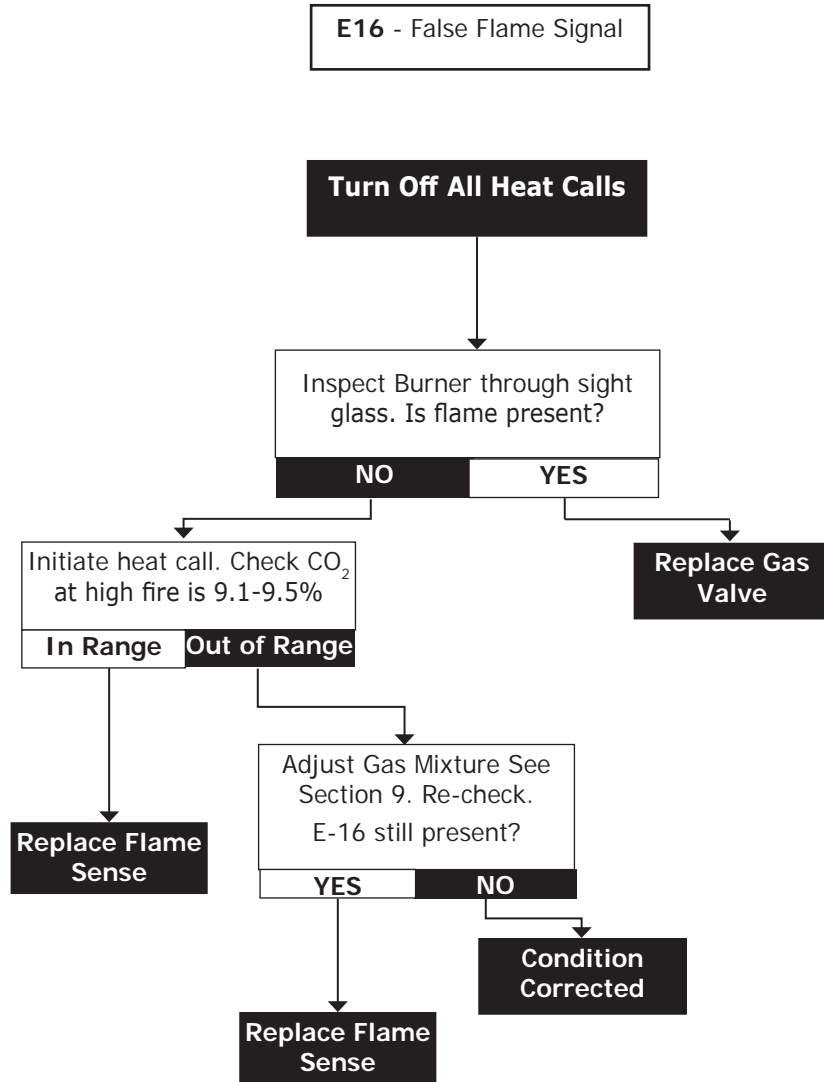 E16 - False Flame Signal
Turn Off All Heat Calls
Inspect Burner through sight
glass. Is flame present?
NO
YES
Initiate heat call. Check CO₂
at high fire is 9.1-9.5%
In Range
Out of Range
Replace Gas
Valve
Adjust Gas Mixture See
Section 9. Re-check.
E-16 still present?
YES
NO
Replace Flame
Sense
Condition
Corrected
Replace Flame
Sense